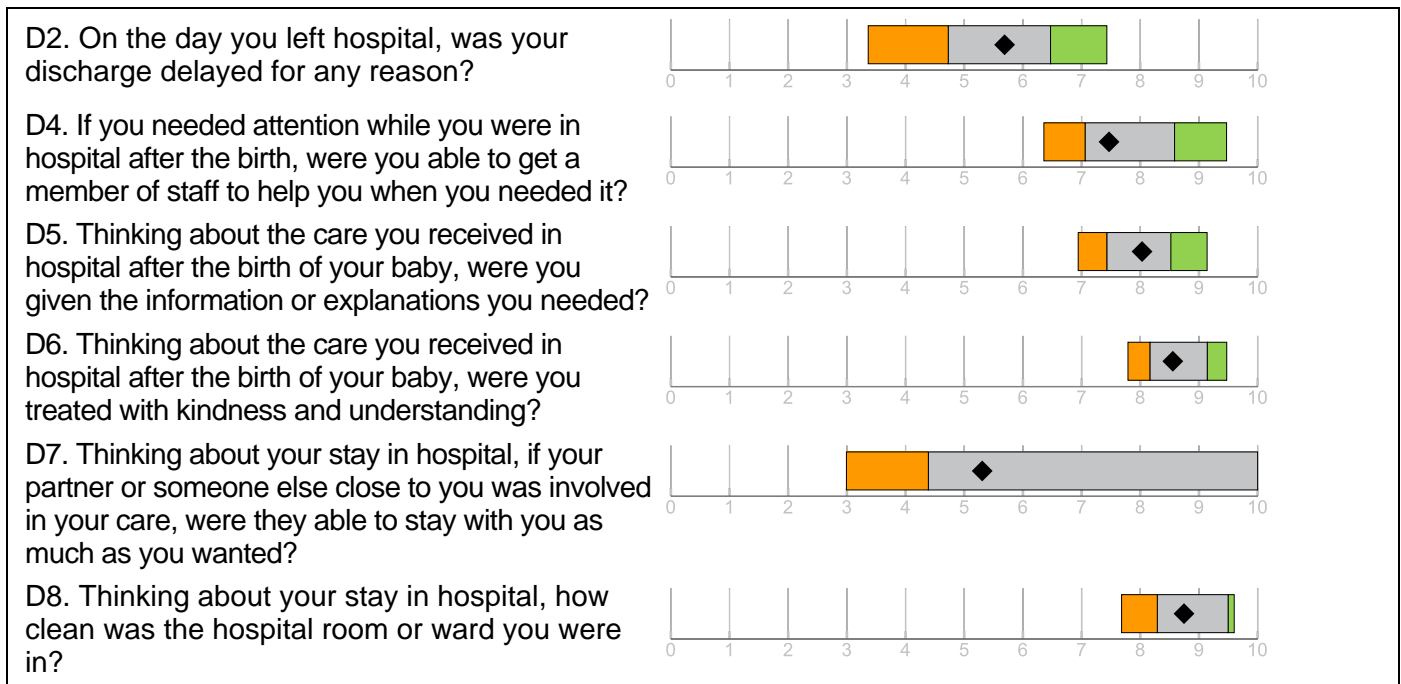 D2. On the day you left hospital, was your
discharge delayed for any reason?
0 1 2 3 4 5 6 7 8 9 10
D4. If you needed attention while you were in
hospital after the birth, were you able to get a
member of staff to help you when you needed it?
0 1 2 3 4 5 6 7 8 9 10
D5. Thinking about the care you received in
hospital after the birth of your baby, were you
given the information or explanations you needed?
0 1 2 3 4 5 6 7 8 9 10
D6. Thinking about the care you received in
hospital after the birth of your baby, were you
treated with kindness and understanding?
0 1 2 3 4 5 6 7 8 9 10
D7. Thinking about your stay in hospital, if your
partner or someone else close to you was involved
in your care, were they able to stay with you as
much as you wanted?
0 1 2 3 4 5 6 7 8 9 10
D8. Thinking about your stay in hospital, how
clean was the hospital room or ward you were
in?
0 1 2 3 4 5 6 7 8 9 10